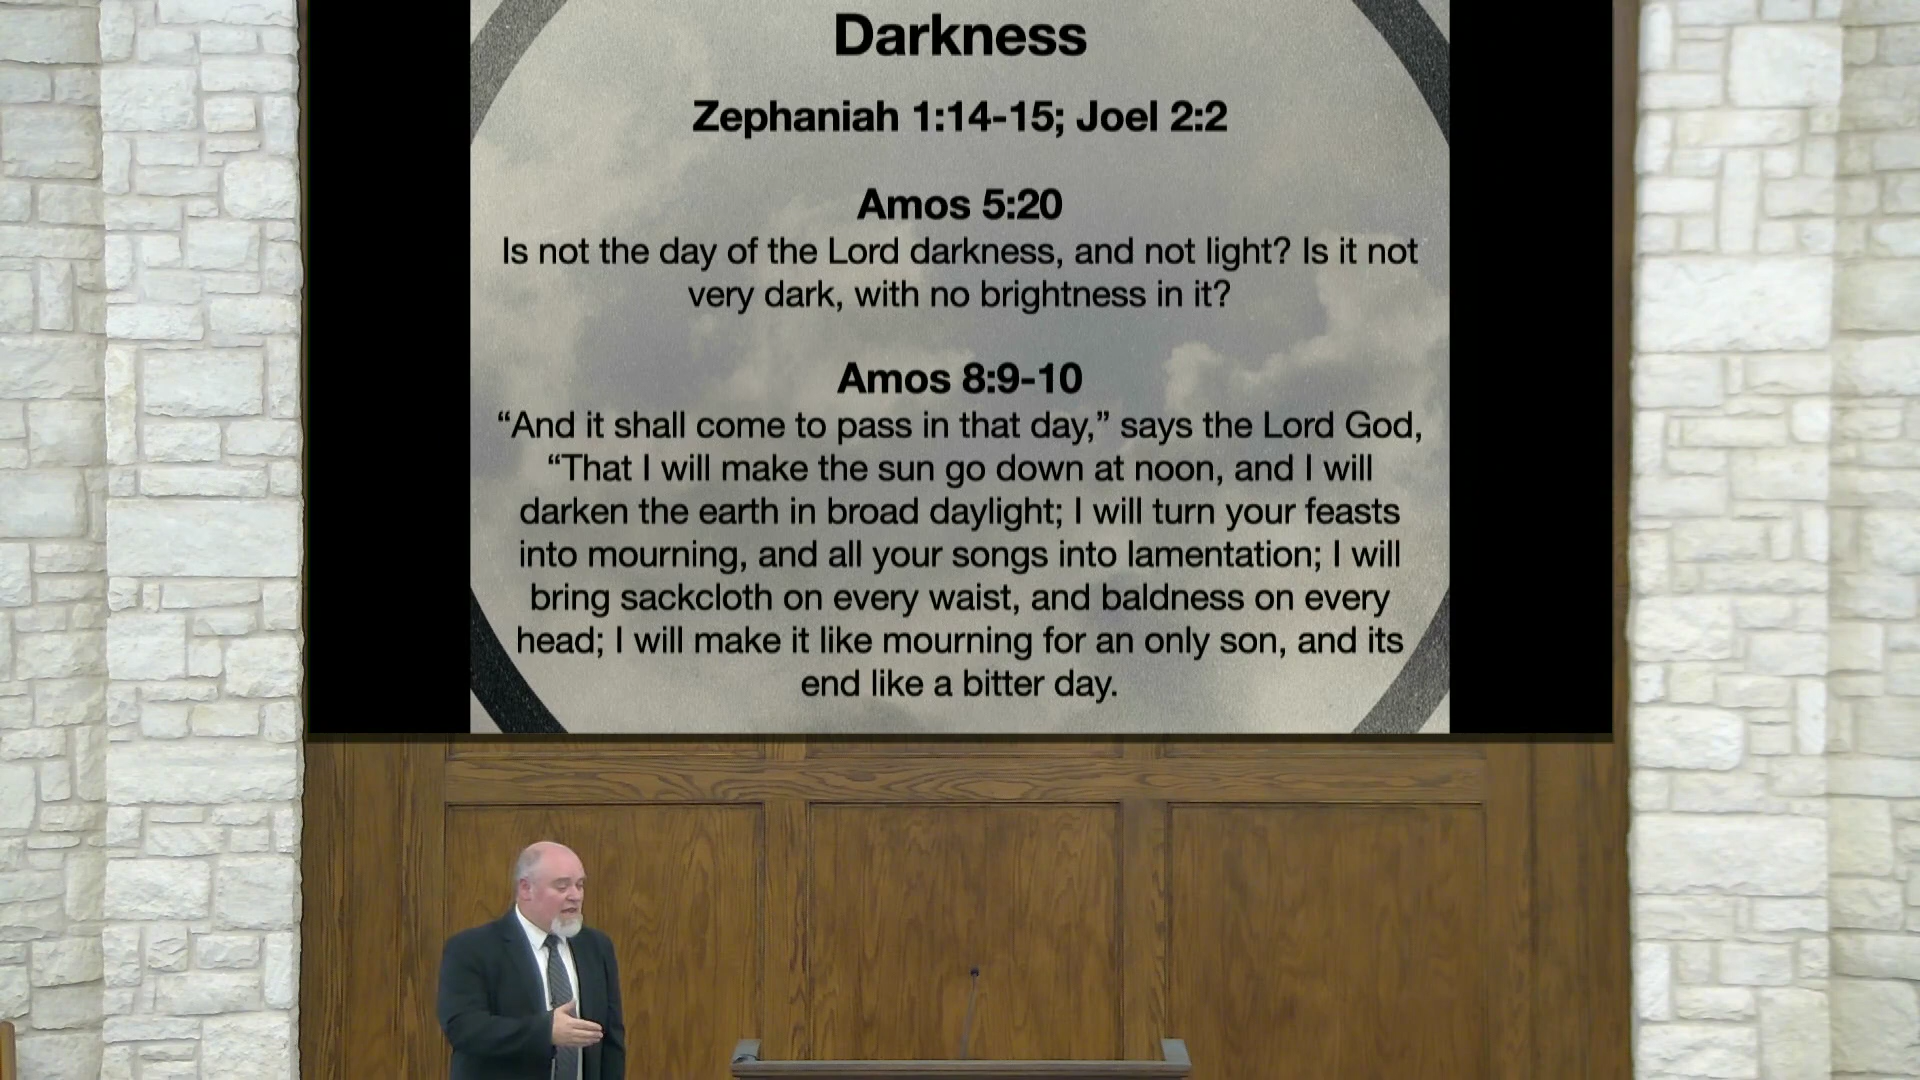 Darkness
Zephaniah 1:14-15; Joel 2:2
Amos 5:20
Is not the day of the Lord darkness, and not light? Is it not
very dark, with no brightness in it?
Amos 8:9-10
“And it shall come to pass in that day,” says the Lord God,
“That I will make the sun go down at noon, and I will
darken the earth in broad daylight; I will turn your feasts
into mourning, and all your songs into lamentation; I will
bring sackcloth on every waist, and baldness on every
head; I will make it like mourning for an only son, and its
end like a bitter day.